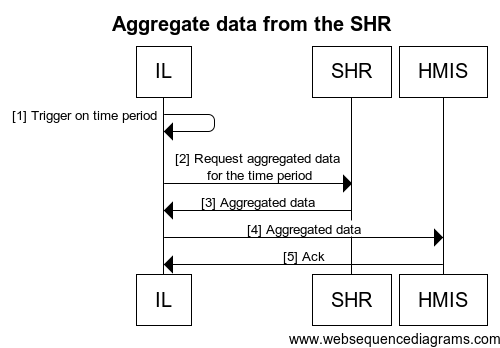 Aggregate data from the SHR
IL
SHR
HMIS
[1] Trigger on time period
[2] Request aggregated data
for the time period
[3] Aggregated data
[4] Aggregated data
[5] Ack
IL
SHR
HMIS
www.websequencediagrams.com